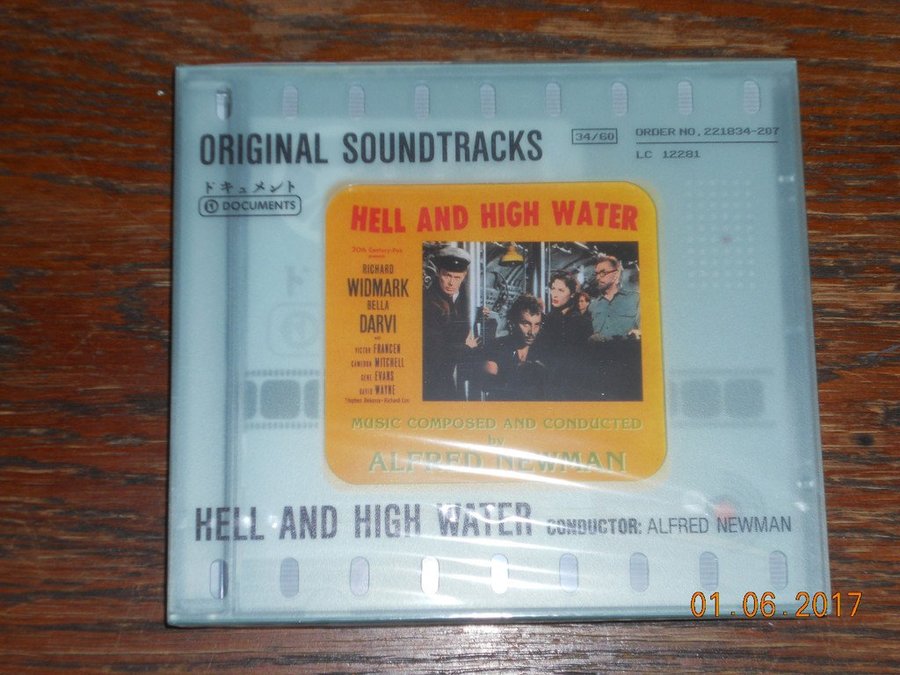 ORIGINAL SOUNDTRACKS
34/60
ORDER NO. 221834-207
LC 12281
ドキュメント
DOCUMENTS
HELL AND HIGH WATER
20th Century-Fox
presents
RICHARD
WIDMARK
BELLA
DARVI
with
VICTOR FRANCEN
CAMERON MITCHELL
GENE EVANS
DAVID WAYNE
MUSIC COMPOSED AND CONDUCTED
by
ALFRED NEWMAN
HELL AND HIGH WATER CONDUCTOR: ALFRED NEWMAN
01.06.2017